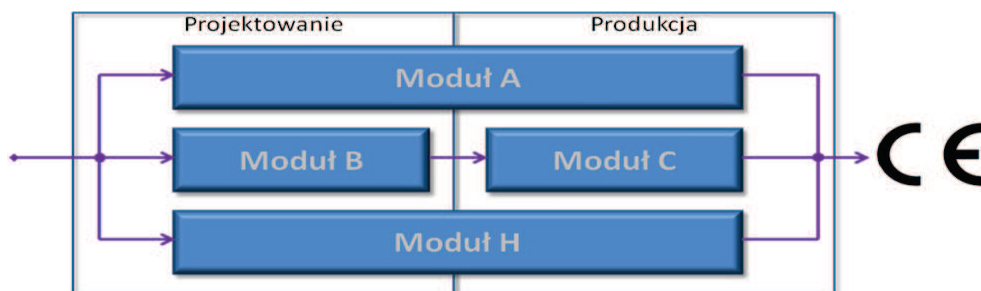 Projektowanie Produkcja
Moduł A
Moduł B Moduł C
Moduł H
CE